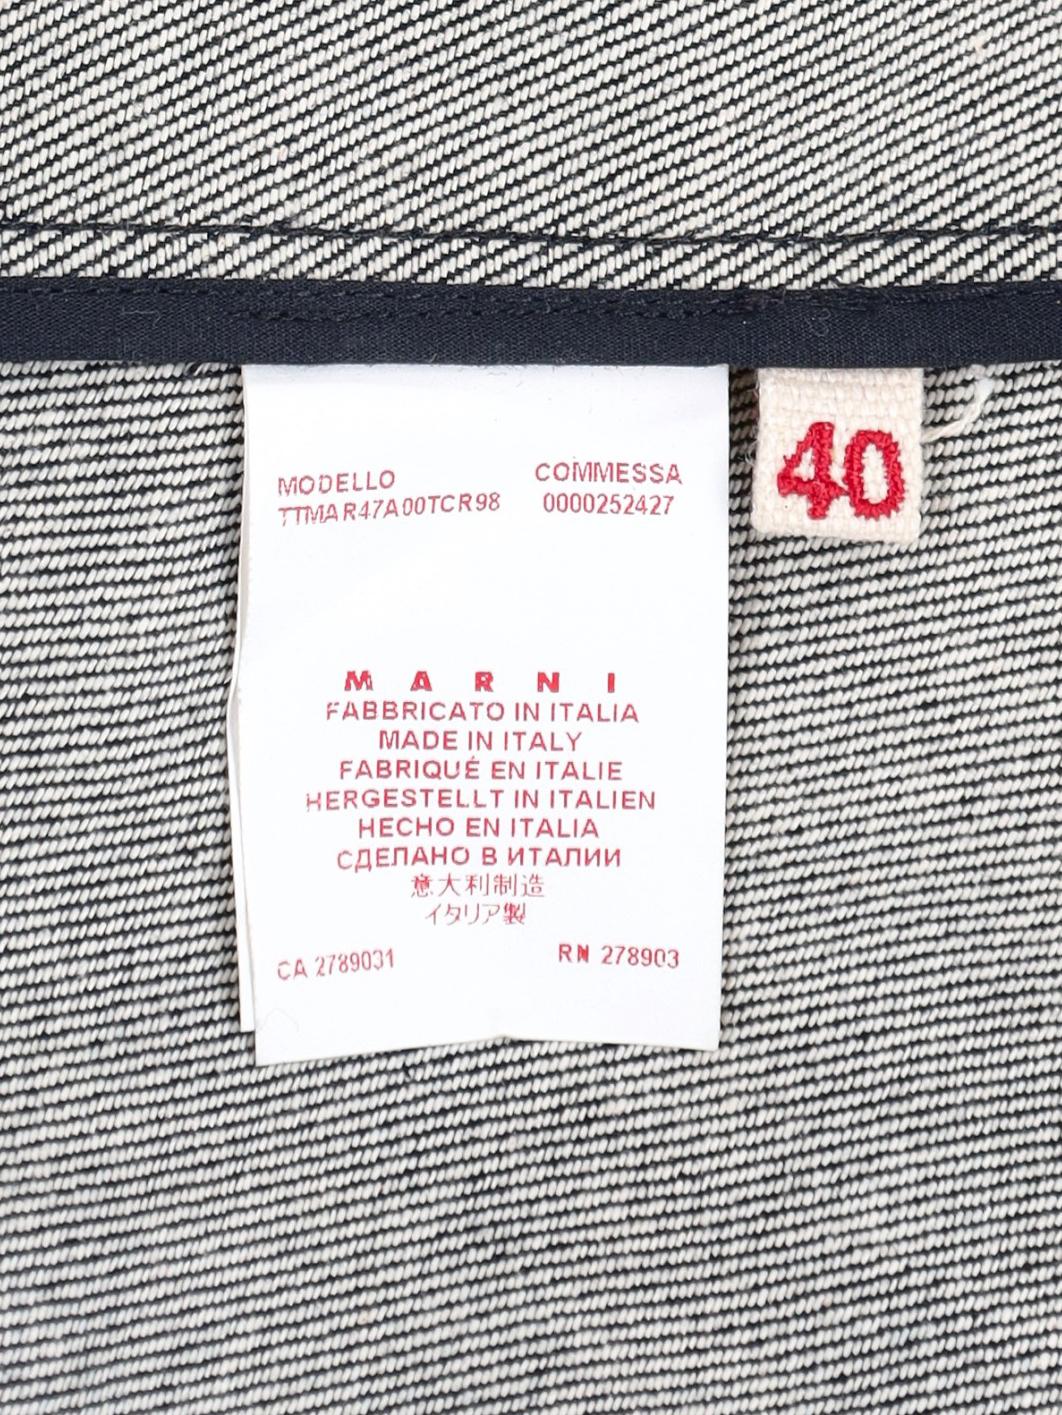 MODELLO
TTMAR47A00TCR98
COMMESSA
0000252427
40
MARNI
FABBRICATO IN ITALIA
MADE IN ITALY
FABRIQUÉ EN ITALIE
HERGESTELLT IN ITALIEN
HECHO EN ITALIA
СДЕЛАНО В ИТАЛИИ
意大利制造
イタリア製
CA 2789031
RN 278903